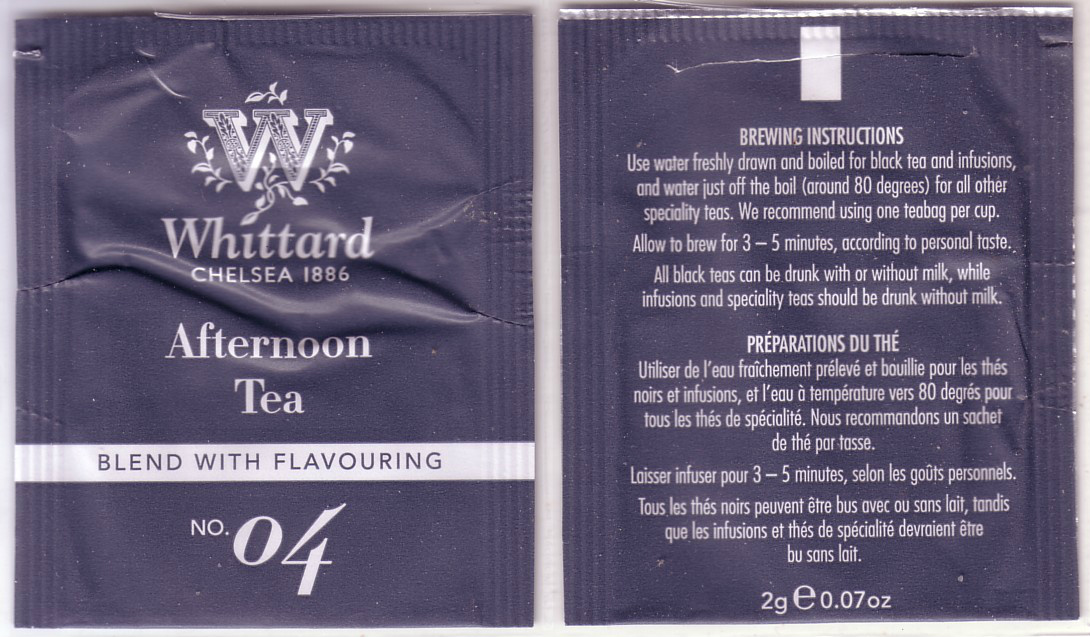 W
Whittard
CHELSEA 1886
Afternoon
Tea
BLEND WITH FLAVOURING
NO. 04
BREWING INSTRUCTIONS
Use water freshly drawn and boiled for black tea and infusions,
and water just off the boil (around 80 degrees) for all other
speciality teas. We recommend using one teabag per cup.
Allow to brew for 3 – 5 minutes, according to personal taste.
All black teas can be drunk with or without milk, while
infusions and speciality teas should be drunk without milk.
PRÉPARATIONS DU THÉ
Utiliser de l'eau fraîchement prélevé et bouillie pour les thés
noirs et infusions, et l'eau à température vers 80 degrés pour
tous les thés de spécialité. Nous recommandons un sachet
de thé par tasse.
Laisser infuser pour 3 – 5 minutes, selon les goûts personnels.
Tous les thés noirs peuvent être bus avec ou sans lait, tandis
que les infusions et thés de spécialité devraient être
bu sans lait.
2g ℮ 0.07oz